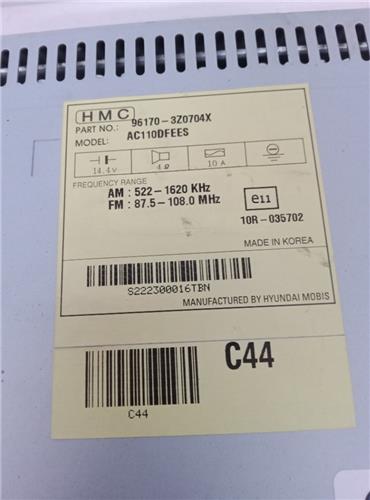 HMC
PART NO.: 96170-3Z0704X
MODEL: AC110DFEES
14.4v 4Ω 10 A
FREQUENCY RANGE
AM : 522-1620 KHz
FM : 87.5-108.0 MHz
e11
10R-035702
MADE IN KOREA
S222300016TBN
MANUFACTURED BY HYUNDAI MOBIS
C44
C44